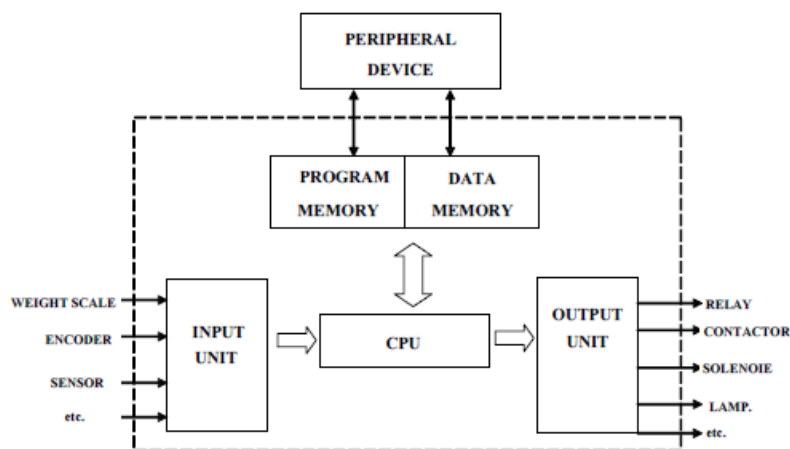 PERIPHERAL
DEVICE
PROGRAM
MEMORY
DATA
MEMORY
WEIGHT SCALE
ENCODER
SENSOR
etc.
INPUT
UNIT
CPU
OUTPUT
UNIT
RELAY
CONTACTOR
SOLENOIE
LAMP.
etc.